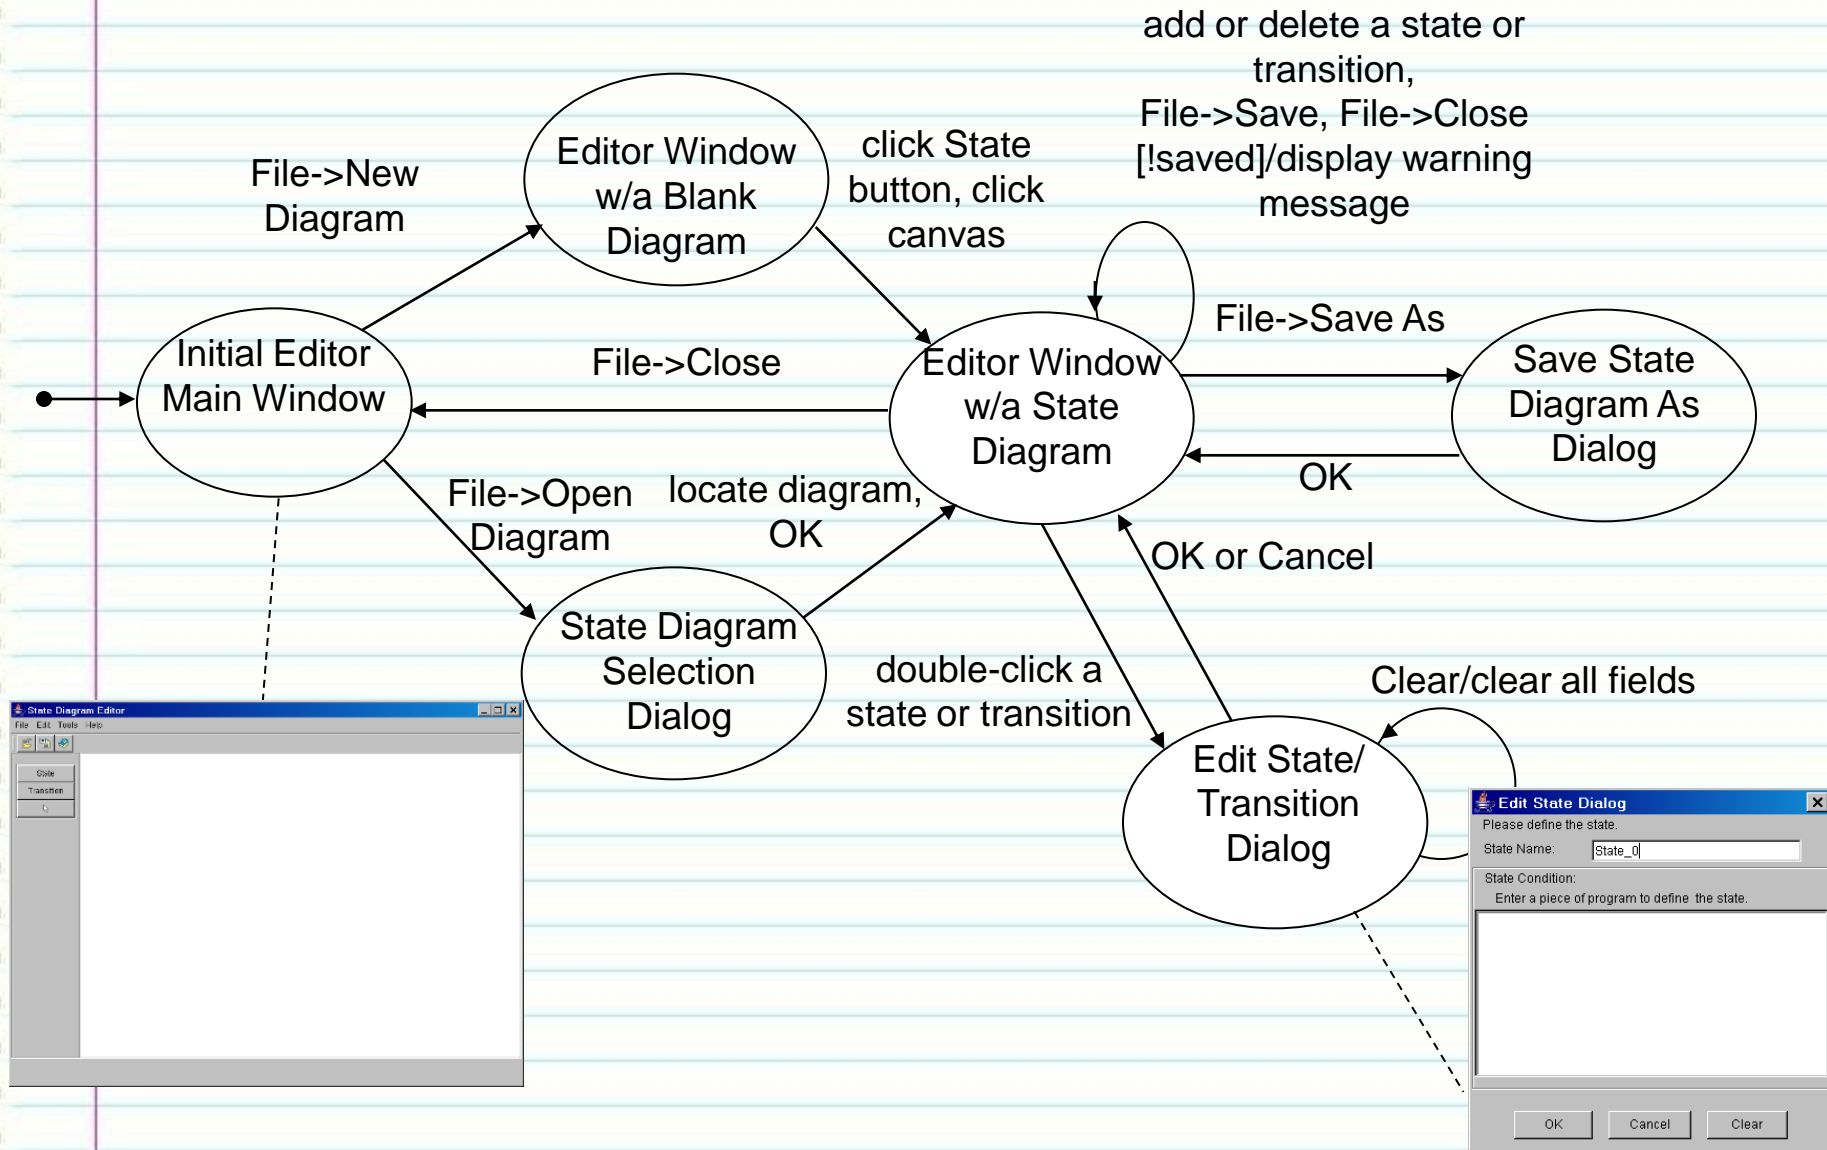 add or delete a state or
transition,
File->Save, File->Close
[!saved]/display warning
message
File->New
Diagram
Editor Window
w/a Blank
Diagram
click State
button, click
canvas
Initial Editor
Main Window
File->Close
Editor Window
w/a State
Diagram
File->Save As
Save State
Diagram As
Dialog
OK
File->Open
Diagram
locate diagram,
OK
OK or Cancel
State Diagram
Selection
Dialog
double-click a
state or transition
Clear/clear all fields
Edit State/
Transition
Dialog
State Diagram Editor
File Edit Tools Help
State
Transition
Edit State Dialog
Please define the state.
State Name: State_0
State Condition:
Enter a piece of program to define the state.
OK Cancel Clear